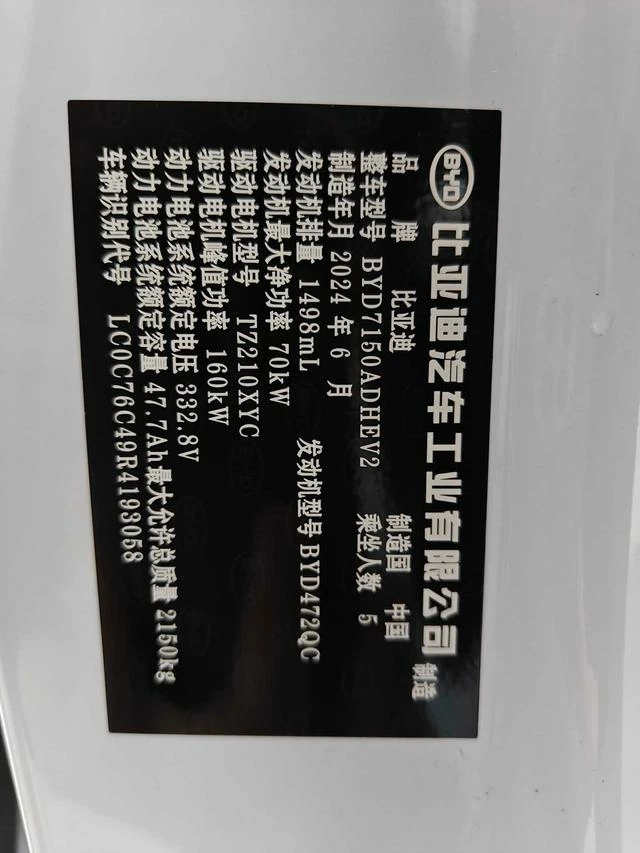 BYD 比亚迪汽车工业有限公司 制造
品 牌 比亚迪 制造国 中国
整车型号 BYD7150ADHEV2 乘坐人数 5
制造年月 2024 年 6 月
发动机排量 1498mL 发动机型号 BYD472QC
发动机最大净功率 70kW
驱动电机型号 TZ210XYC
驱动电机峰值功率 160kW
动力电池系统额定电压 332.8V
动力电池系统额定容量 47.7Ah 最大允许总质量 2150kg
车辆识别代号 LC0C76C49R4193058